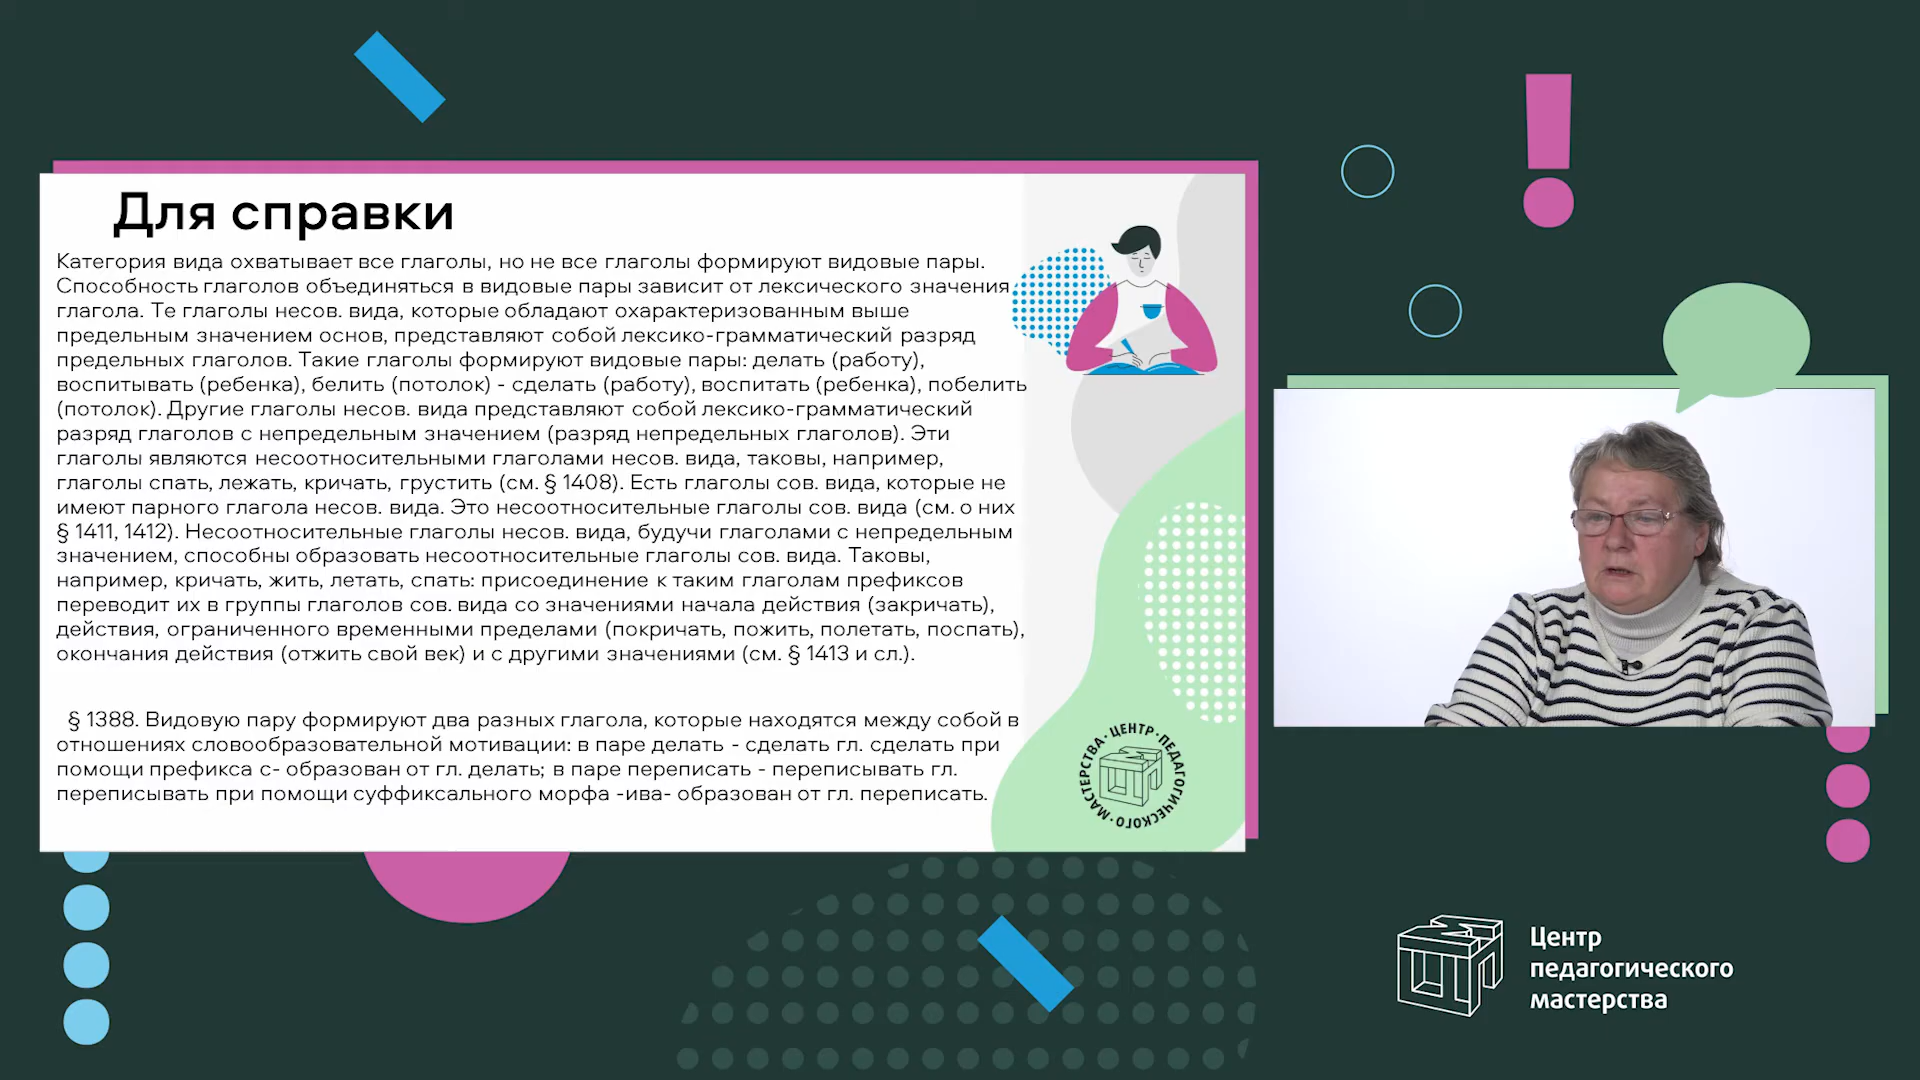 Для справки
Категория вида охватывает все глаголы, но не все глаголы формируют видовые пары.
Способность глаголов объединяться в видовые пары зависит от лексического значения
глагола. Те глаголы несов. вида, которые обладают охарактеризованным выше
предельным значением основ, представляют собой лексико-грамматический разряд
предельных глаголов. Такие глаголы формируют видовые пары: делать (работу),
воспитывать (ребенка), белить (потолок) - сделать (работу), воспитать (ребенка), побелить
(потолок). Другие глаголы несов. вида представляют собой лексико-грамматический
разряд глаголов с непредельным значением (разряд непредельных глаголов). Эти
глаголы являются несоотносительными глаголами несов. вида, таковы, например,
глаголы спать, лежать, кричать, грустить (см. § 1408). Есть глаголы сов. вида, которые не
имеют парного глагола несов. вида. Это несоотносительные глаголы сов. вида (см. о них
§ 1411, 1412). Несоотносительные глаголы несов. вида, будучи глаголами с непредельным
значением, способны образовать несоотносительные глаголы сов. вида. Таковы,
например, кричать, жить, летать, спать: присоединение к таким глаголам префиксов
переводит их в группы глаголов сов. вида со значениями начала действия (закричать),
действия, ограниченного временными пределами (покричать, пожить, полетать, поспать),
окончания действия (отжить свой век) и с другими значениями (см. § 1413 и сл.).
§ 1388. Видовую пару формируют два разных глагола, которые находятся между собой в
отношениях словообразовательной мотивации: в паре делать - сделать гл. сделать при
помощи префикса с- образован от гл. делать; в паре переписать - переписывать гл.
переписывать при помощи суффиксального морфа -ива- образован от гл. переписать.
ЦЕНТР·ПЕДАГОГИЧЕСКОГО·МАСТЕРСТВА·
Центр
педагогического
мастерства